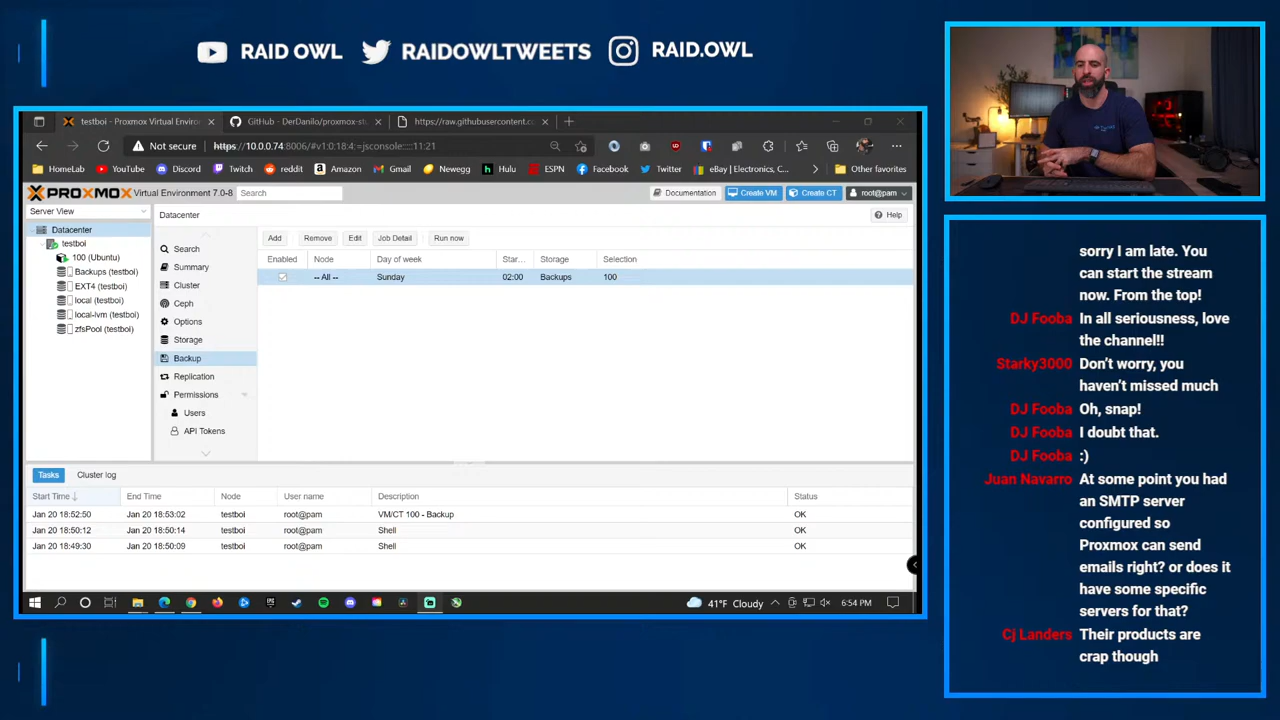 RAID OWL
RAIDOWLTWEETS
RAID.OWL
testboi - Proxmox Virtual Enviro
GitHub - DerDanilo/proxmox-stu
https://raw.githubusercontent.co
Not secure
https://10.0.0.74:8006/#v1:0:18:4:=jsconsole::::11:21
HomeLab
YouTube
Discord
Twitch
reddit
Amazon
Gmail
Newegg
Hulu
ESPN
Facebook
Twitter
eBay | Electronics, C...
Other favorites
PROXMOX Virtual Environment 7.0-8
Search
Documentation
Create VM
Create CT
root@pam
Server View
Datacenter
testboi
100 (Ubuntu)
Backups (testboi)
EXT4 (testboi)
local (testboi)
local-lvm (testboi)
zfsPool (testboi)
Datacenter
Help
Search
Summary
Cluster
Ceph
Options
Storage
Backup
Replication
Permissions
Users
API Tokens
Add
Remove
Edit
Job Detail
Run now
Enabled
Node
Day of week
Star...
Storage
Selection
-- All --
Sunday
02:00
Backups
100
Tasks
Cluster log
Start Time
End Time
Node
User name
Description
Status
Jan 20 18:52:50
Jan 20 18:53:02
testboi
root@pam
VM/CT 100 - Backup
OK
Jan 20 18:50:12
Jan 20 18:50:14
testboi
root@pam
Shell
OK
Jan 20 18:49:30
Jan 20 18:50:09
testboi
root@pam
Shell
OK
41°F Cloudy
6:54 PM
sorry I am late. You
can start the stream
now. From the top!
DJ Fooba In all seriousness, love
the channel!!
Starky3000 Don't worry, you
haven't missed much
DJ Fooba Oh, snap!
DJ Fooba I doubt that.
DJ Fooba :)
Juan Navarro At some point you had
an SMTP server
configured so
Proxmox can send
emails right? or does it
have some specific
servers for that?
Cj Landers Their products are
crap though